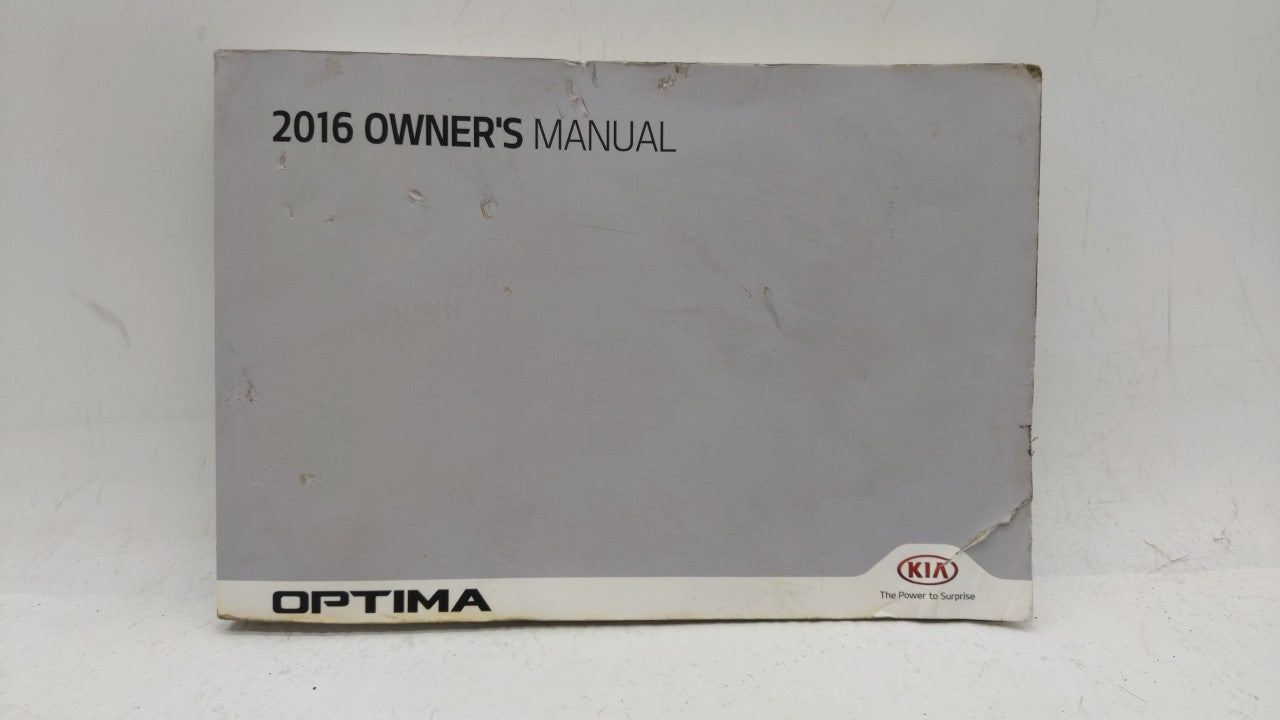 2016 OWNER'S MANUAL
OPTIMA
KIA
The Power to Surprise